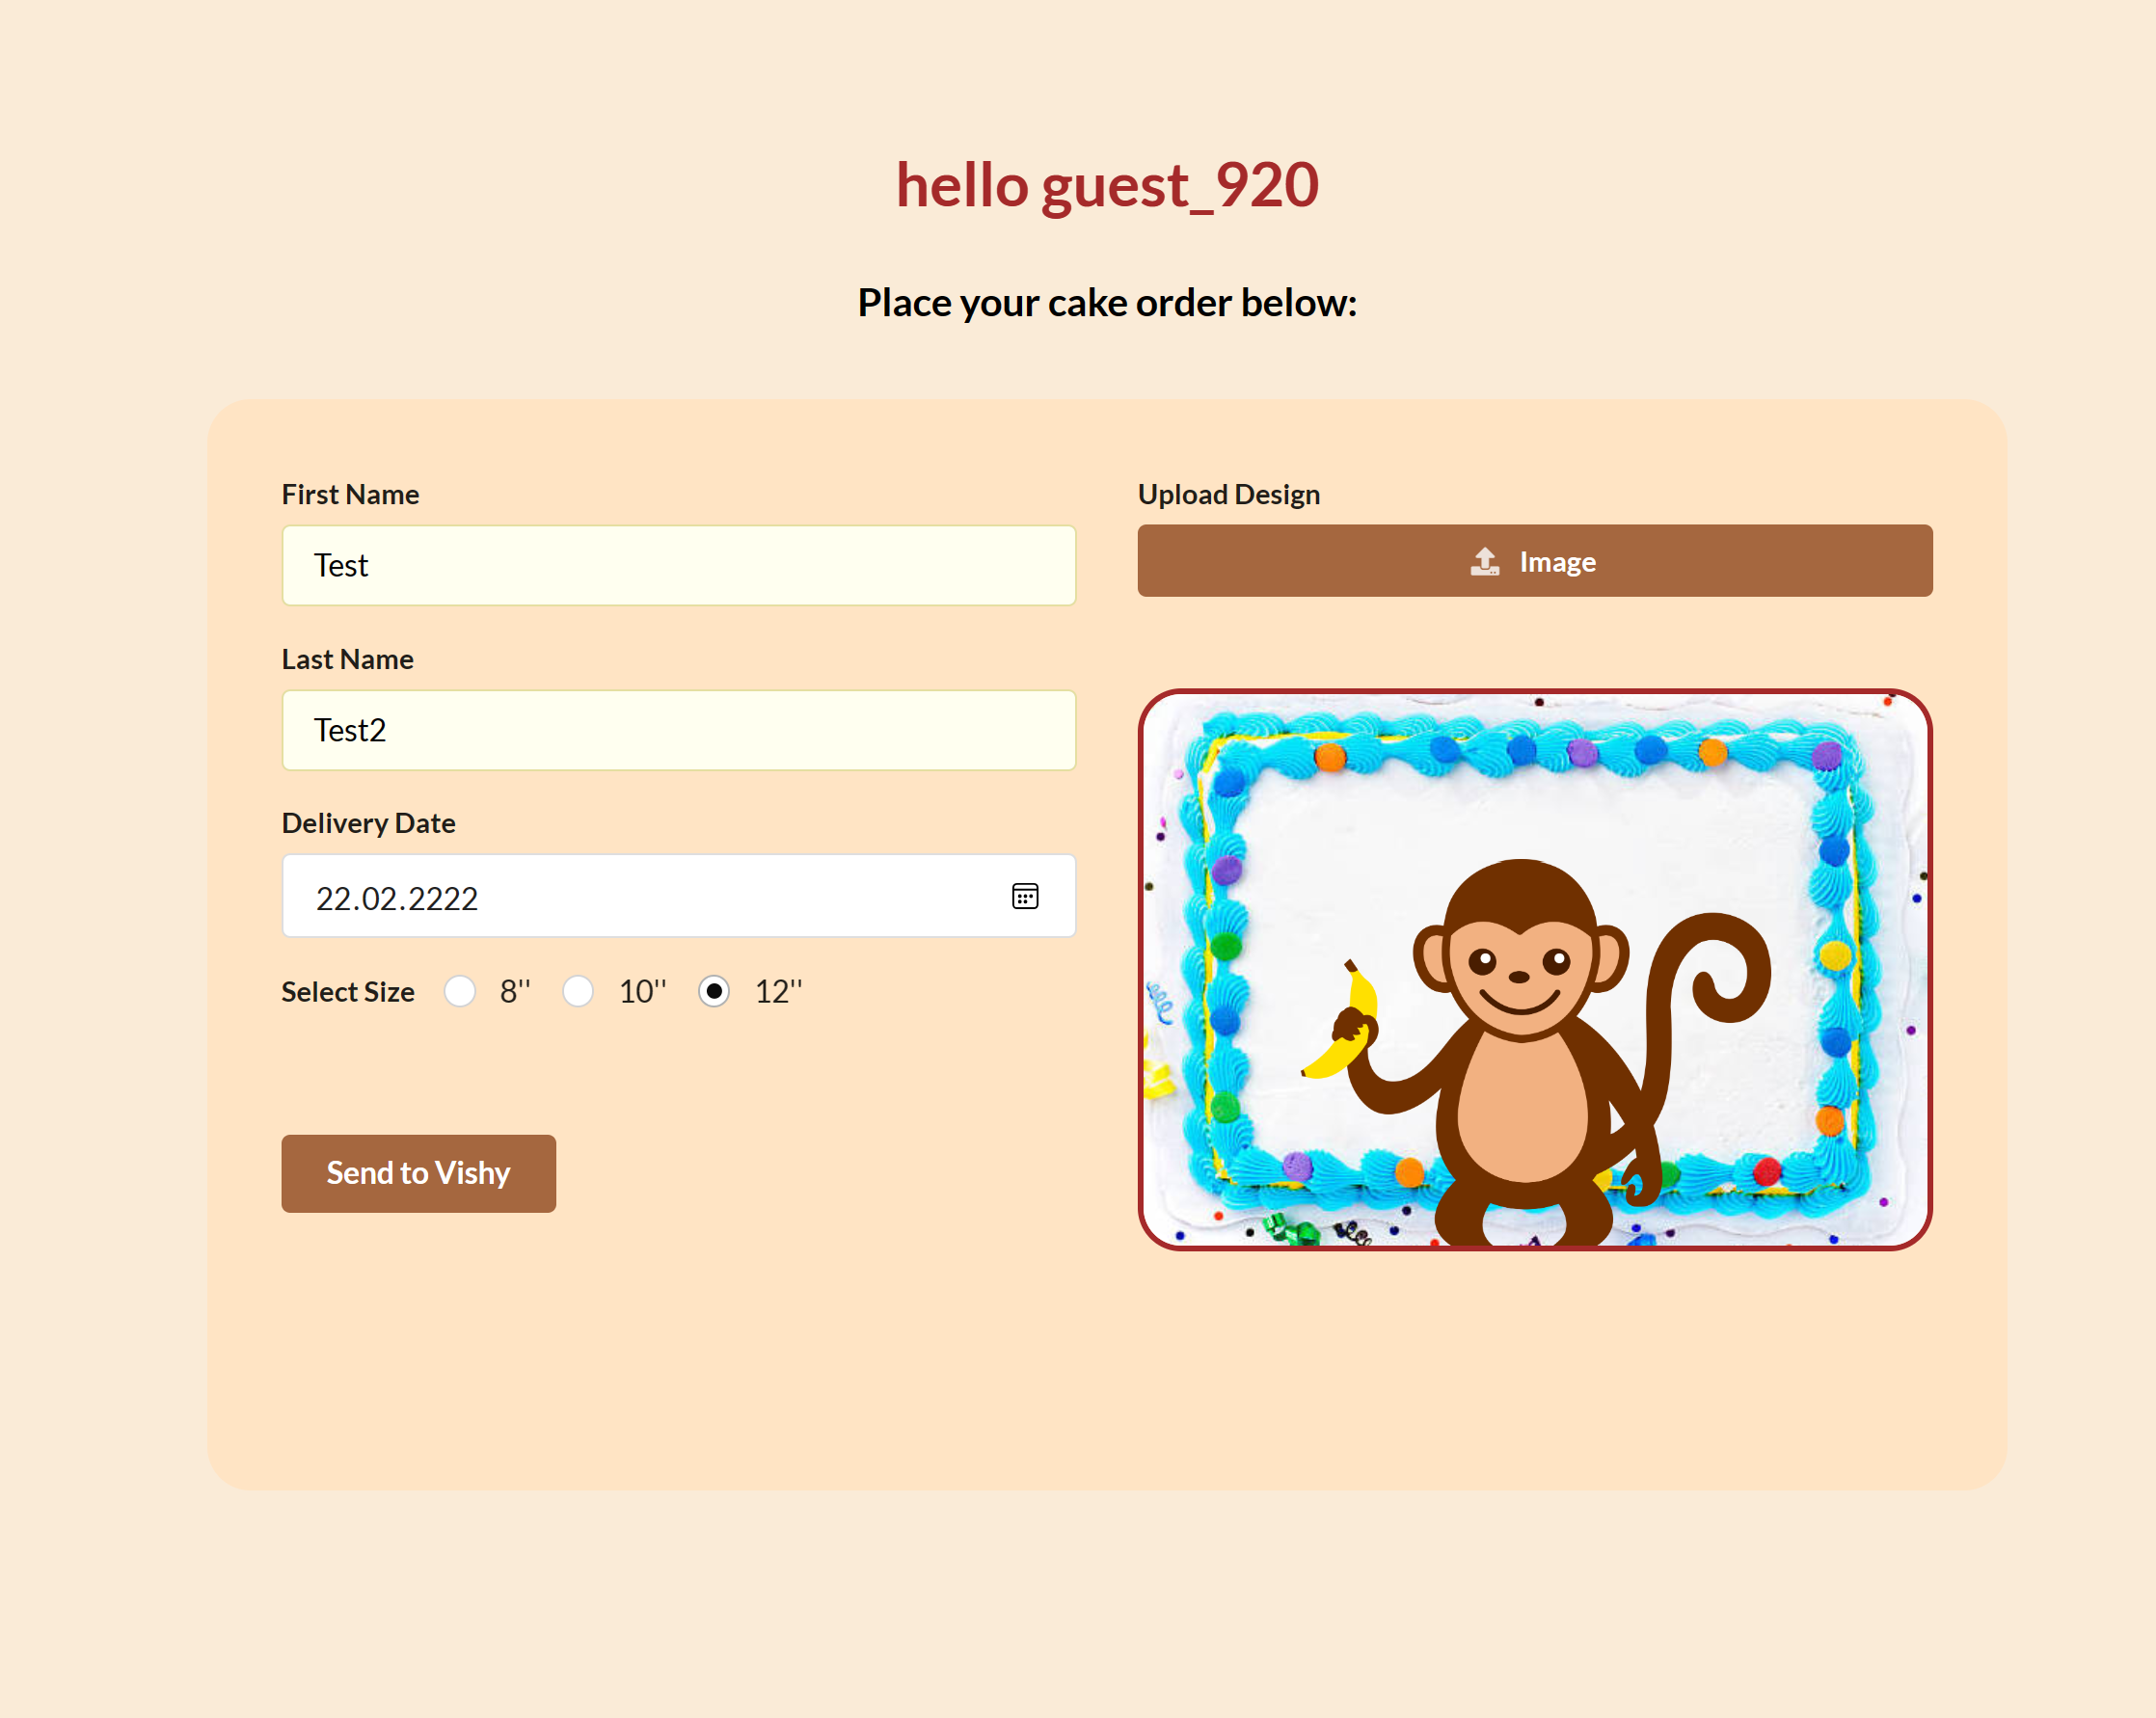 hello guest_920
Place your cake order below:
First Name
Test
Last Name
Test2
Delivery Date
22.02.2222
Select Size 8'' 10'' 12''
Send to Vishy
Upload Design
Image